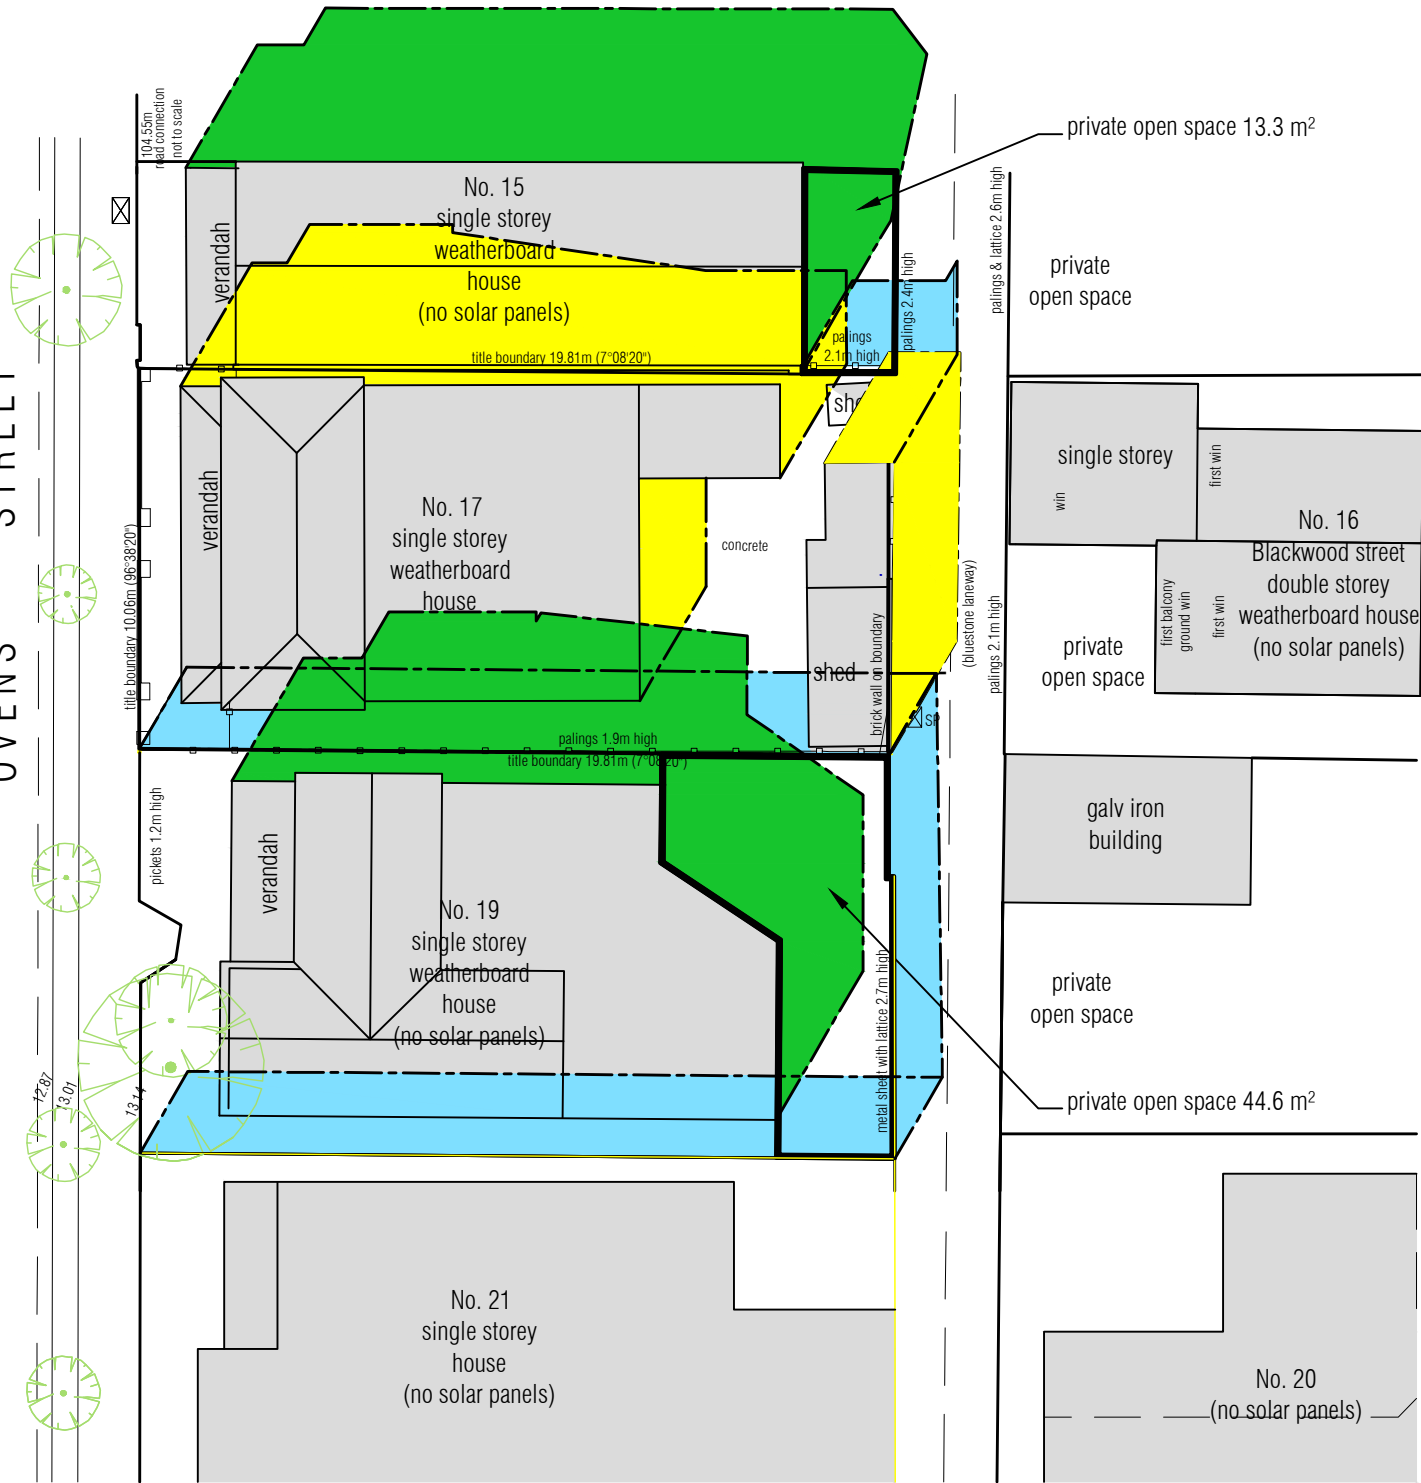 private open space 13.3 m²
104.55m
road connection
not to scale
No. 15
single storey
weatherboard
house
(no solar panels)
verandah
palings & lattice 2.6m high
private
open space
palings 2.4m high
palings
2.1m high
title boundary 19.81m (7°08'20")
shed
single storey
win
first win
No. 16
Blackwood street
double storey
weatherboard house
(no solar panels)
first balcony
ground win
first win
OVENS STREET
verandah
No. 17
single storey
weatherboard
house
concrete
title boundary 10.06m (96°38'20")
(bluestone laneway)
palings 2.1m high
private
open space
shed
brick wall on boundary
SP
palings 1.9m high
title boundary 19.81m (7°08'20")
pickets 1.2m high
galv iron
building
verandah
No. 19
single storey
weatherboard
house
(no solar panels)
metal sheet with lattice 2.7m high
private
open space
12.87
13.01
13.14
private open space 44.6 m²
No. 21
single storey
house
(no solar panels)
No. 20
(no solar panels)